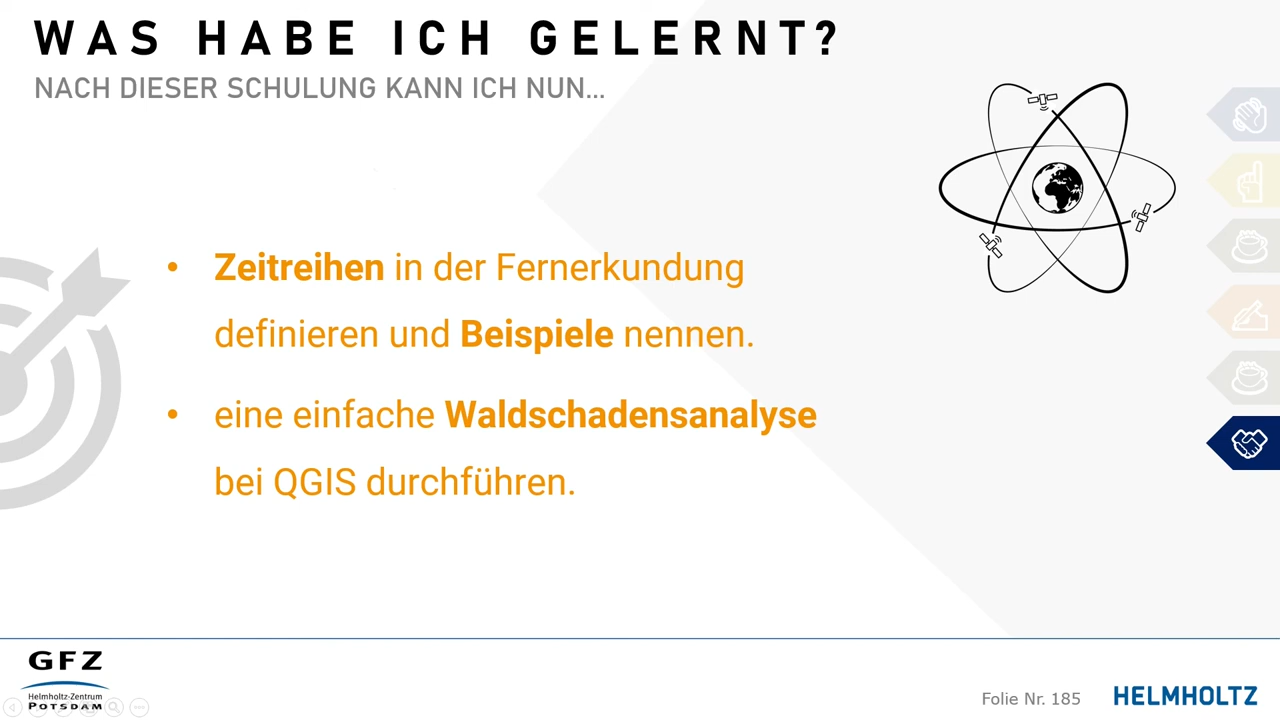 WAS HABE ICH GELERNT?
NACH DIESER SCHULUNG KANN ICH NUN...
• Zeitreihen in der Fernerkundung
definieren und Beispiele nennen.
• eine einfache Waldschadensanalyse
bei QGIS durchführen.
GFZ
Helmholtz-Zentrum
POTSDAM
Folie Nr. 185
HELMHOLTZ